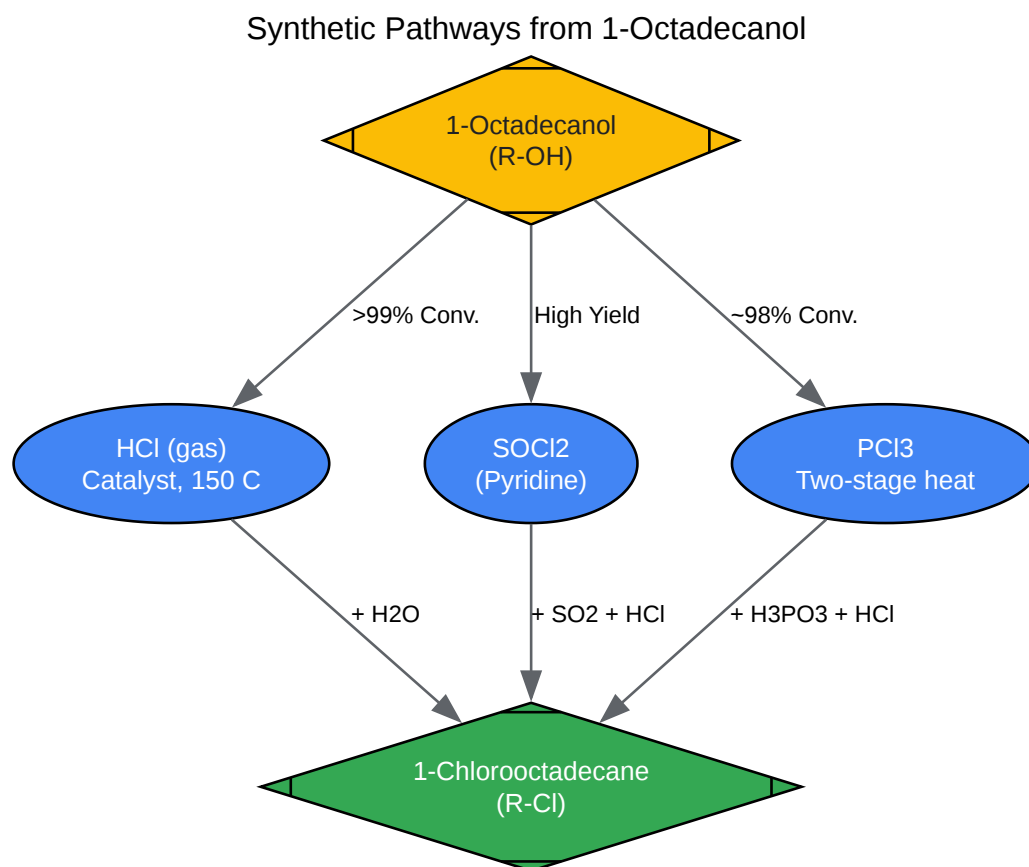 Synthetic Pathways from 1-Octadecanol
1-Octadecanol
(R-OH)
>99% Conv.
High Yield
~98% Conv.
HCl (gas)
Catalyst, 150 C
SOCl2
(Pyridine)
PCl3
Two-stage heat
+ H2O
+ SO2 + HCl
+ H3PO3 + HCl
1-Chlorooctadecane
(R-Cl)